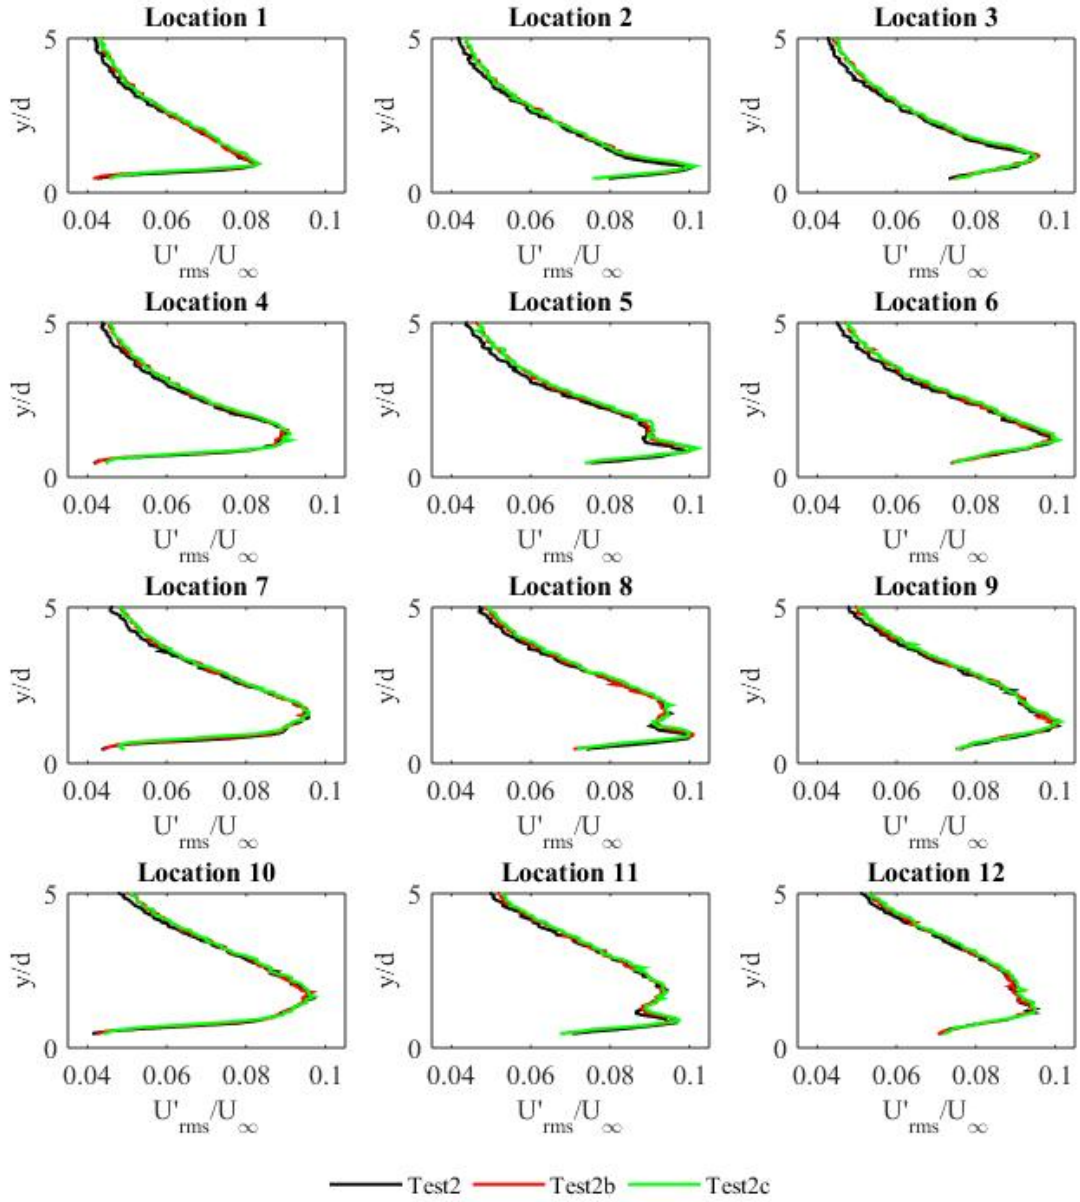 Location 1 Location 2 Location 3
5 5 5
y/d y/d y/d
0 0 0
0.04 0.06 0.08 0.1 0.04 0.06 0.08 0.1 0.04 0.06 0.08 0.1
U'rms/U∞ U'rms/U∞ U'rms/U∞
Location 4 Location 5 Location 6
5 5 5
y/d y/d y/d
0 0 0
0.04 0.06 0.08 0.1 0.04 0.06 0.08 0.1 0.04 0.06 0.08 0.1
U'rms/U∞ U'rms/U∞ U'rms/U∞
Location 7 Location 8 Location 9
5 5 5
y/d y/d y/d
0 0 0
0.04 0.06 0.08 0.1 0.04 0.06 0.08 0.1 0.04 0.06 0.08 0.1
U'rms/U∞ U'rms/U∞ U'rms/U∞
Location 10 Location 11 Location 12
5 5 5
y/d y/d y/d
0 0 0
0.04 0.06 0.08 0.1 0.04 0.06 0.08 0.1 0.04 0.06 0.08 0.1
U'rms/U∞ U'rms/U∞ U'rms/U∞
Test2 Test2b Test2c